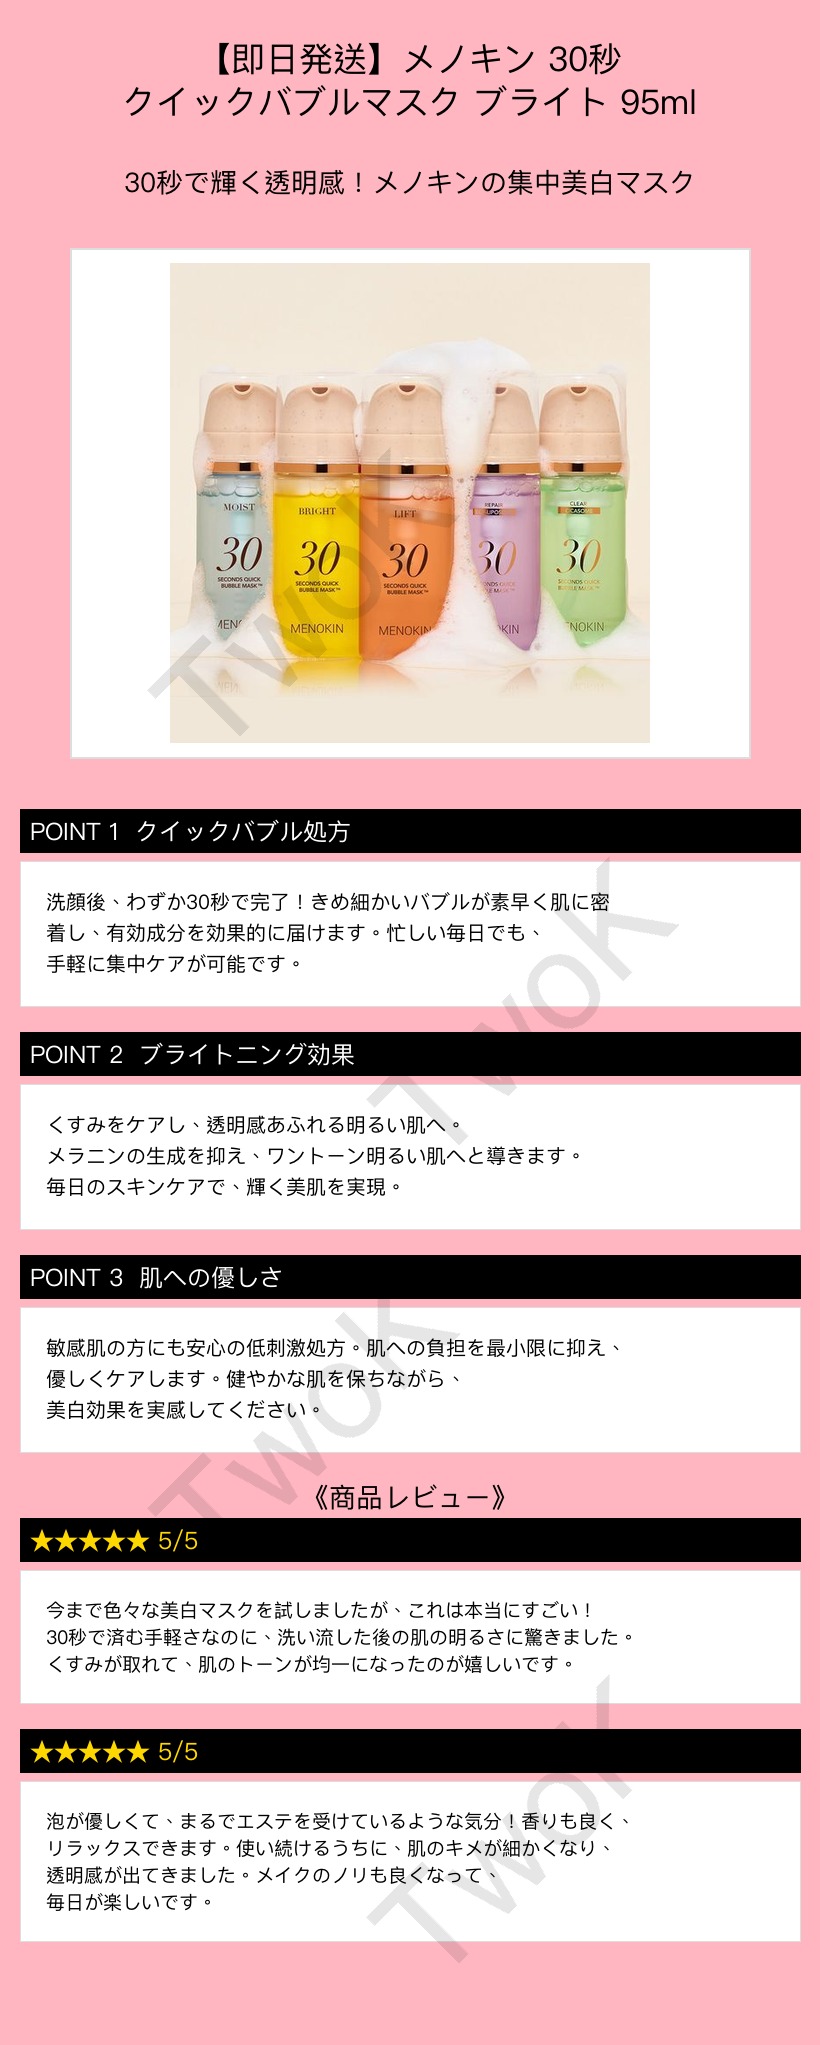 【即日発送】メノキン 30秒
クイックバブルマスク ブライト 95ml
30秒で輝く透明感！メノキンの集中美白マスク
MOIST
30
SECONDS QUICK
BUBBLE MASK™
MENO
BRIGHT
30
SECONDS QUICK
BUBBLE MASK™
MENOKIN
LIFT
30
SECONDS QUICK
BUBBLE MASK™
MENOKIN
REPAIR
30
KIN
CLEAR
30
SECONDS QUICK
BUBBLE MASK™
ENOKIN
TwoK
POINT 1 クイックバブル処方
洗顔後、わずか30秒で完了！きめ細かいバブルが素早く肌に密
着し、有効成分を効果的に届けます。忙しい毎日でも、
手軽に集中ケアが可能です。
TwoK
POINT 2 ブライトニング効果
くすみをケアし、透明感あふれる明るい肌へ。
メラニンの生成を抑え、ワントーン明るい肌へと導きます。
毎日のスキンケアで、輝く美肌を実現。
POINT 3 肌への優しさ
敏感肌の方にも安心の低刺激処方。肌への負担を最小限に抑え、
優しくケアします。健やかな肌を保ちながら、
美白効果を実感してください。
TwoK
《商品レビュー》
★★★★★ 5/5
今まで色々な美白マスクを試しましたが、これは本当にすごい！
30秒で済む手軽さなのに、洗い流した後の肌の明るさに驚きました。
くすみが取れて、肌のトーンが均一になったのが嬉しいです。
★★★★★ 5/5
泡が優しくて、まるでエステを受けているような気分！香りも良く、
リラックスできます。使い続けるうちに、肌のキメが細かくなり、
透明感が出てきました。メイクのノリも良くなって、
毎日が楽しいです。
TwoK